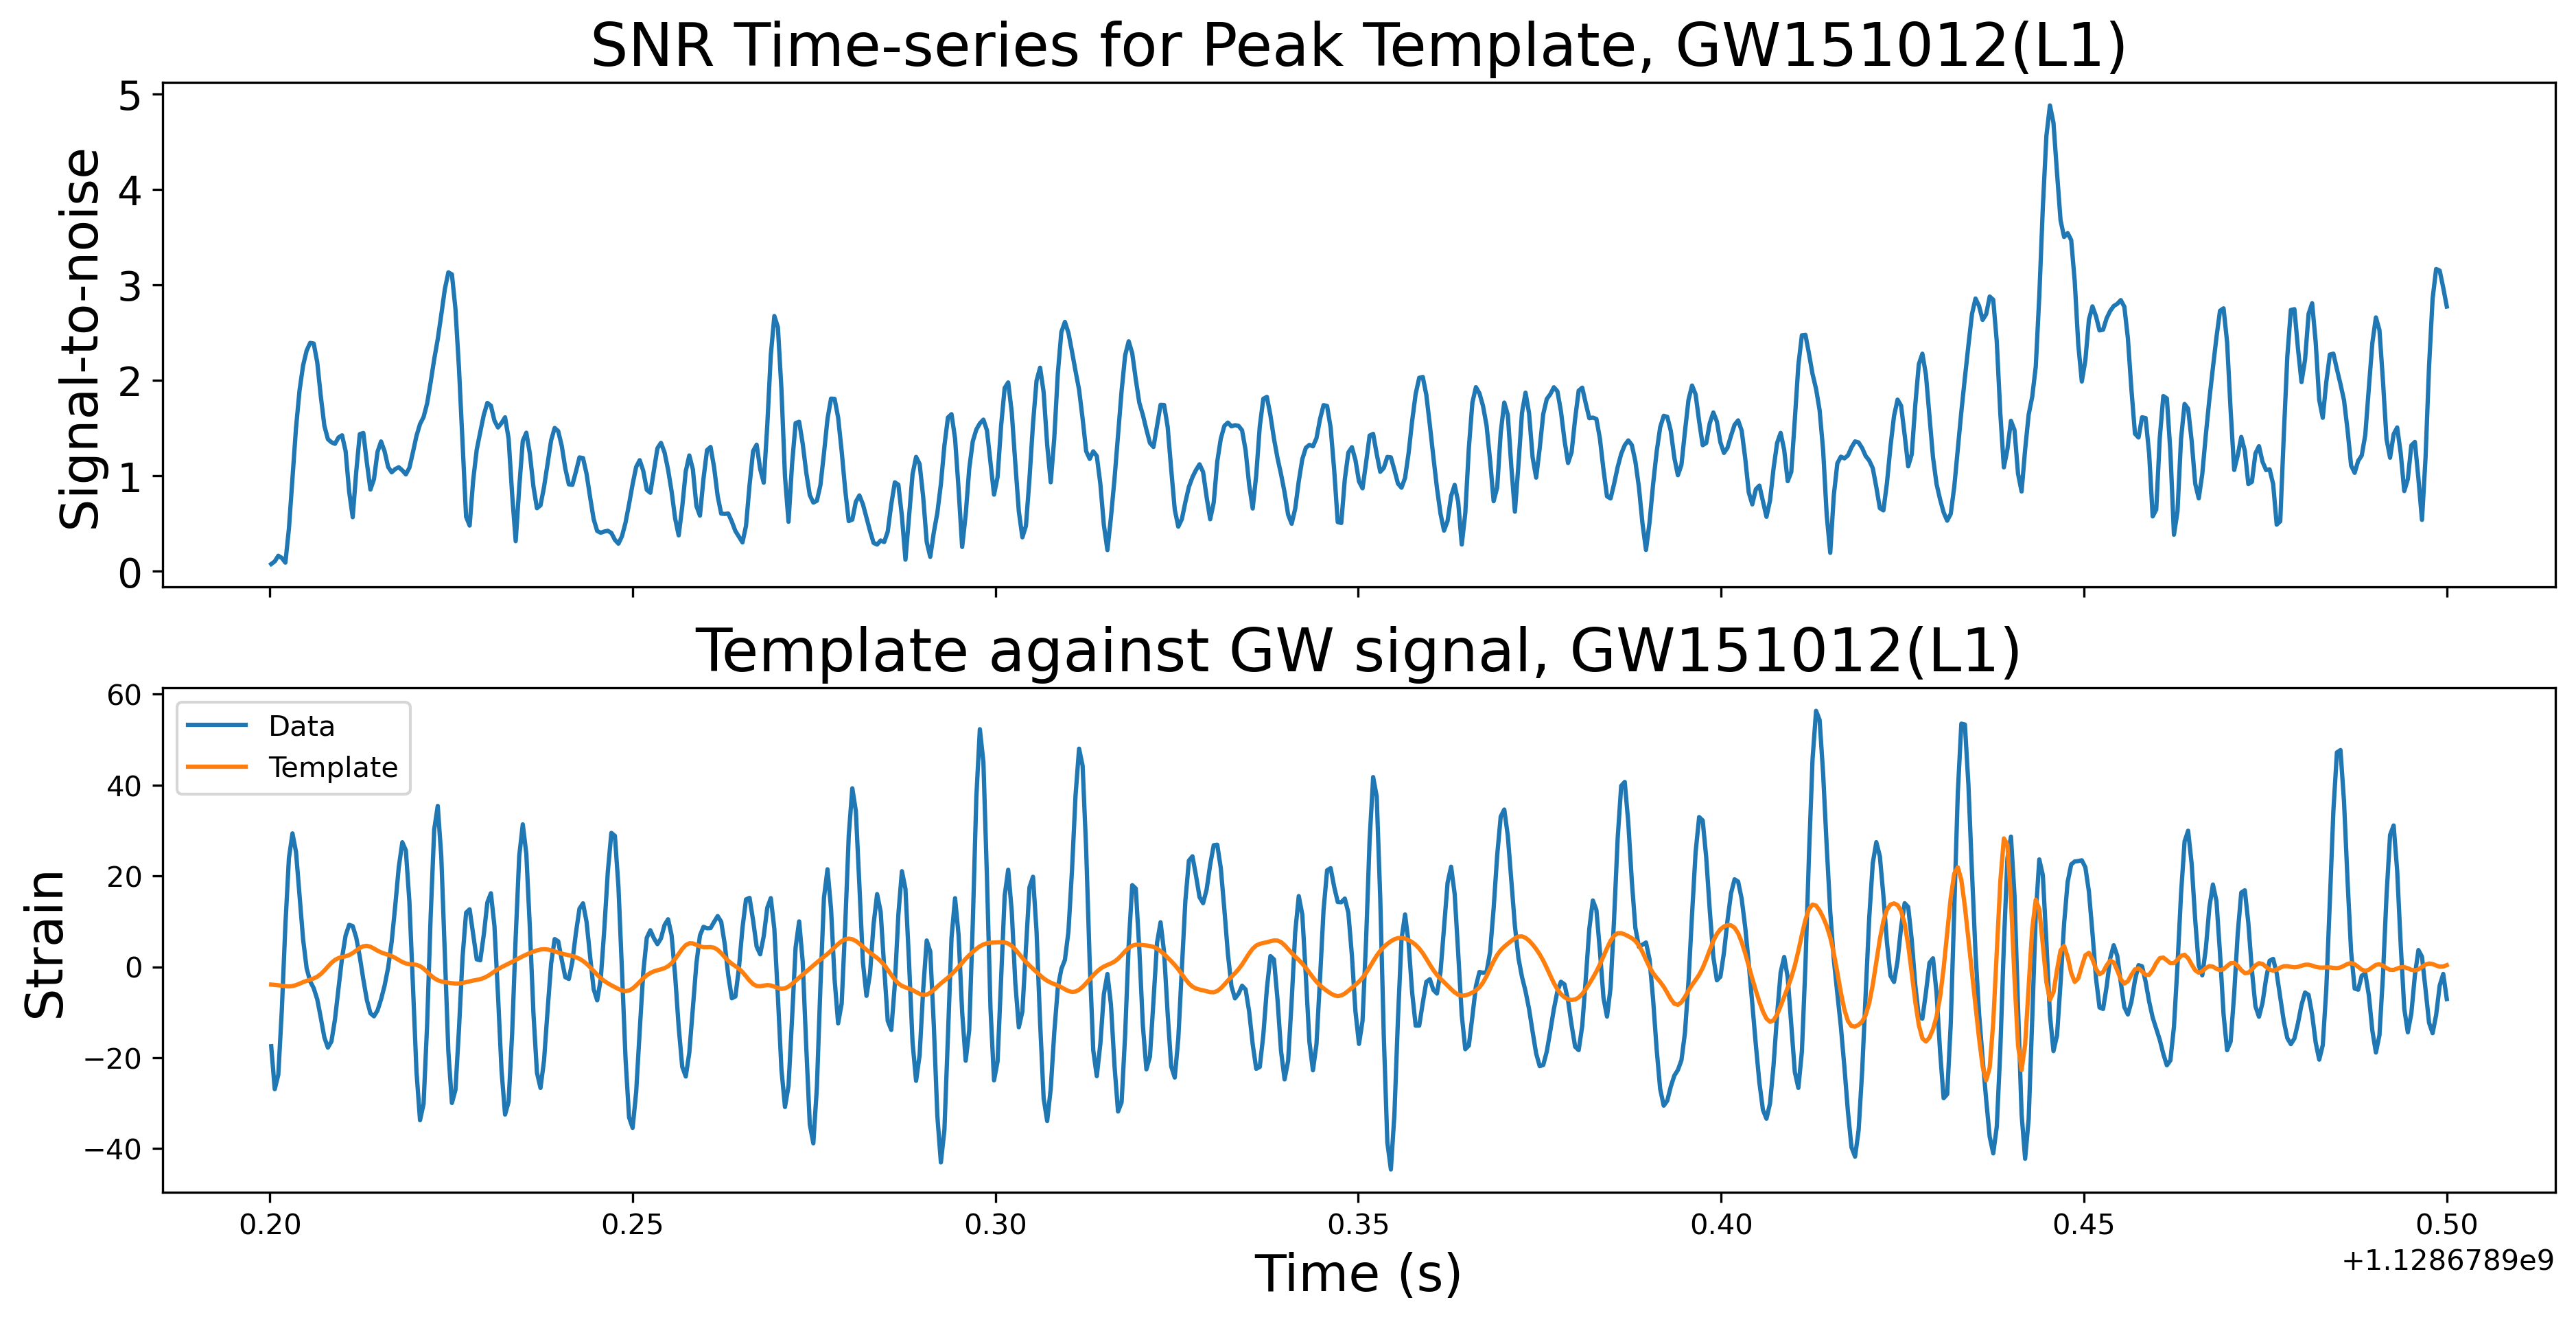 SNR Time-series for Peak Template, GW151012(L1)
5
4
3
2
1
0
Signal-to-noise
Template against GW signal, GW151012(L1)
60
40
20
0
−20
−40
Strain
Data
Template
0.20 0.25 0.30 0.35 0.40 0.45 0.50
+1.1286789e9
Time (s)